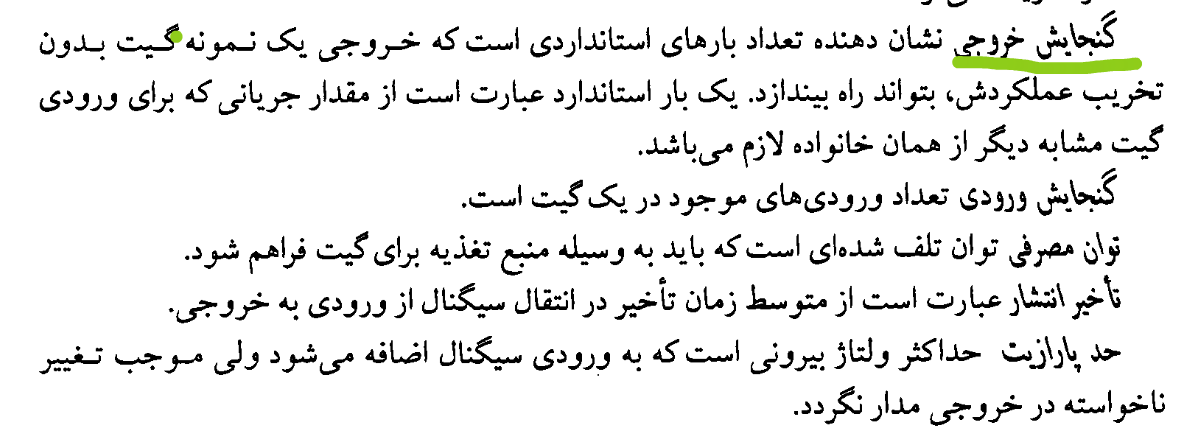 گنجایش خروجی نشان دهنده تعداد بارهای استانداردی است که خروجی یک نمونه گیت بدون
تخریب عملکردش، بتواند راه بیندازد. یک بار استاندارد عبارت است از مقدار جریانی که برای ورودی
گیت مشابه دیگر از همان خانواده لازم می‌باشد.
گنجایش ورودی تعداد ورودی‌های موجود در یک گیت است.
توان مصرفی توان تلف شده‌ای است که باید به وسیله منبع تغذیه برای گیت فراهم شود.
تأخیر انتشار عبارت است از متوسط زمان تأخیر در انتقال سیگنال از ورودی به خروجی.
حد پارازیت حداکثر ولتاژ بیرونی است که به ورودی سیگنال اضافه می‌شود ولی موجب تغییر
ناخواسته در خروجی مدار نگردد.